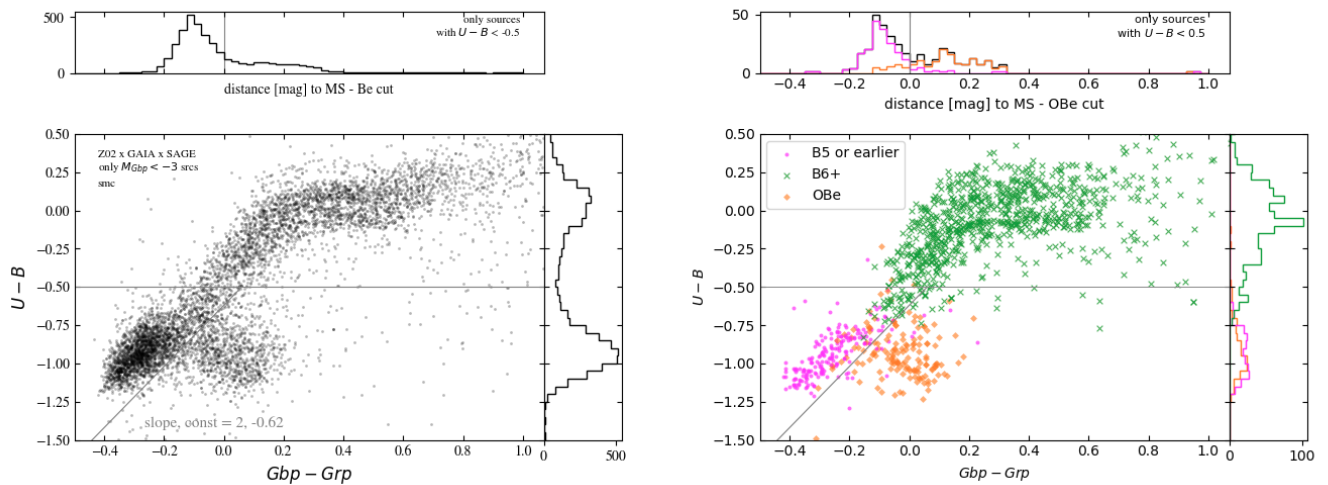 500
0
only sources
with U − B < -0.5
distance [mag] to MS - Be cut
0.50
0.25
0.00
−0.25
−0.50
−0.75
−1.00
−1.25
−1.50
U − B
Z02 x GAIA x SAGE
only M_Gbp < −3 srcs
smc
slope, const = 2, -0.62
−0.4 −0.2 0.0 0.2 0.4 0.6 0.8 1.0
0 500
Gbp − Grp
50
0
only sources
with U − B < 0.5
−0.4 −0.2 0.0 0.2 0.4 0.6 0.8 1.0
distance [mag] to MS - OBe cut
0.50
0.25
0.00
−0.25
−0.50
−0.75
−1.00
−1.25
−1.50
U − B
B5 or earlier
B6+
OBe
−0.4 −0.2 0.0 0.2 0.4 0.6 0.8 1.0
0 100
Gbp − Grp